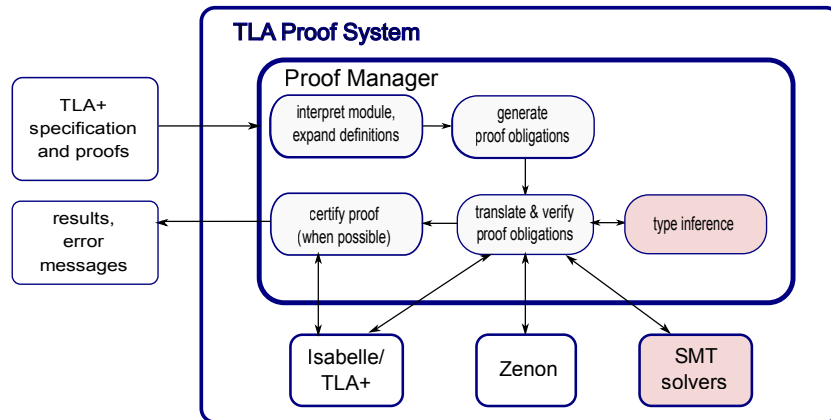 TLA Proof System
Proof Manager
TLA+
specification
and proofs
interpret module,
expand definitions
generate
proof obligations
results,
error
messages
certify proof
(when possible)
translate & verify
proof obligations
type inference
Isabelle/
TLA+
Zenon
SMT
solvers